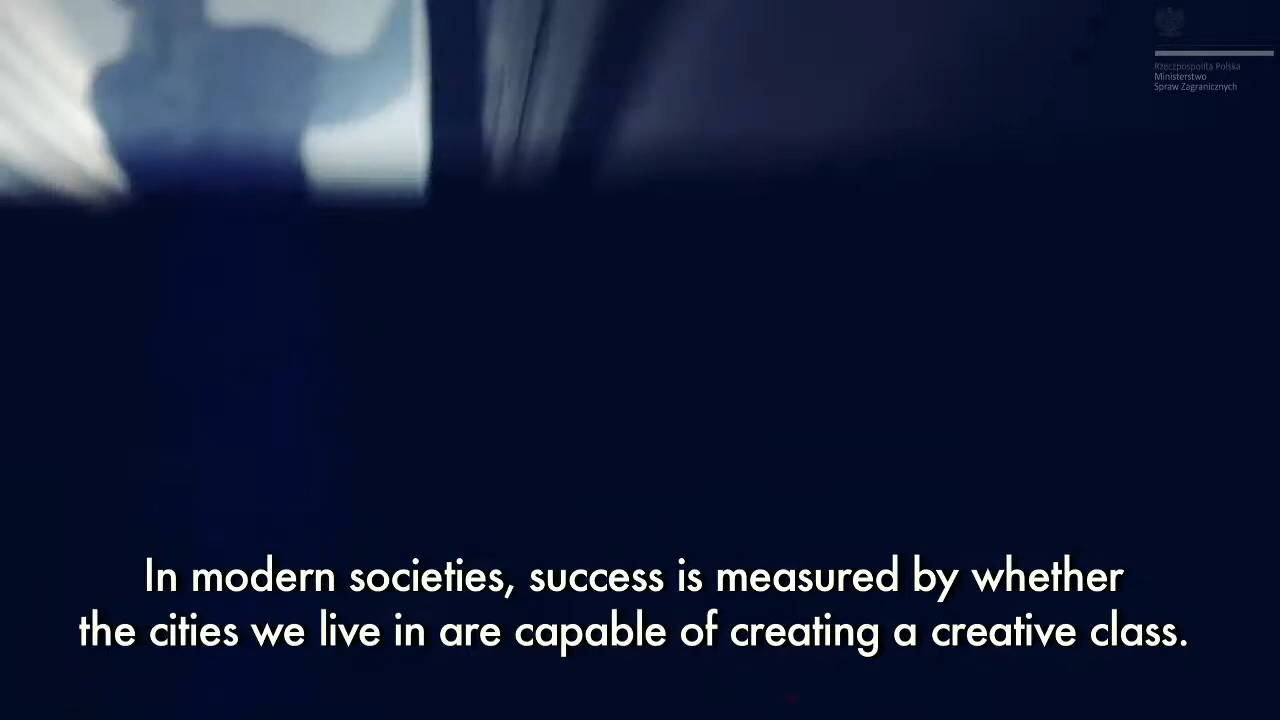 Rzeczpospolita Polska
Ministerstwo
Spraw Zagranicznych
In modern societies, success is measured by whether
the cities we live in are capable of creating a creative class.